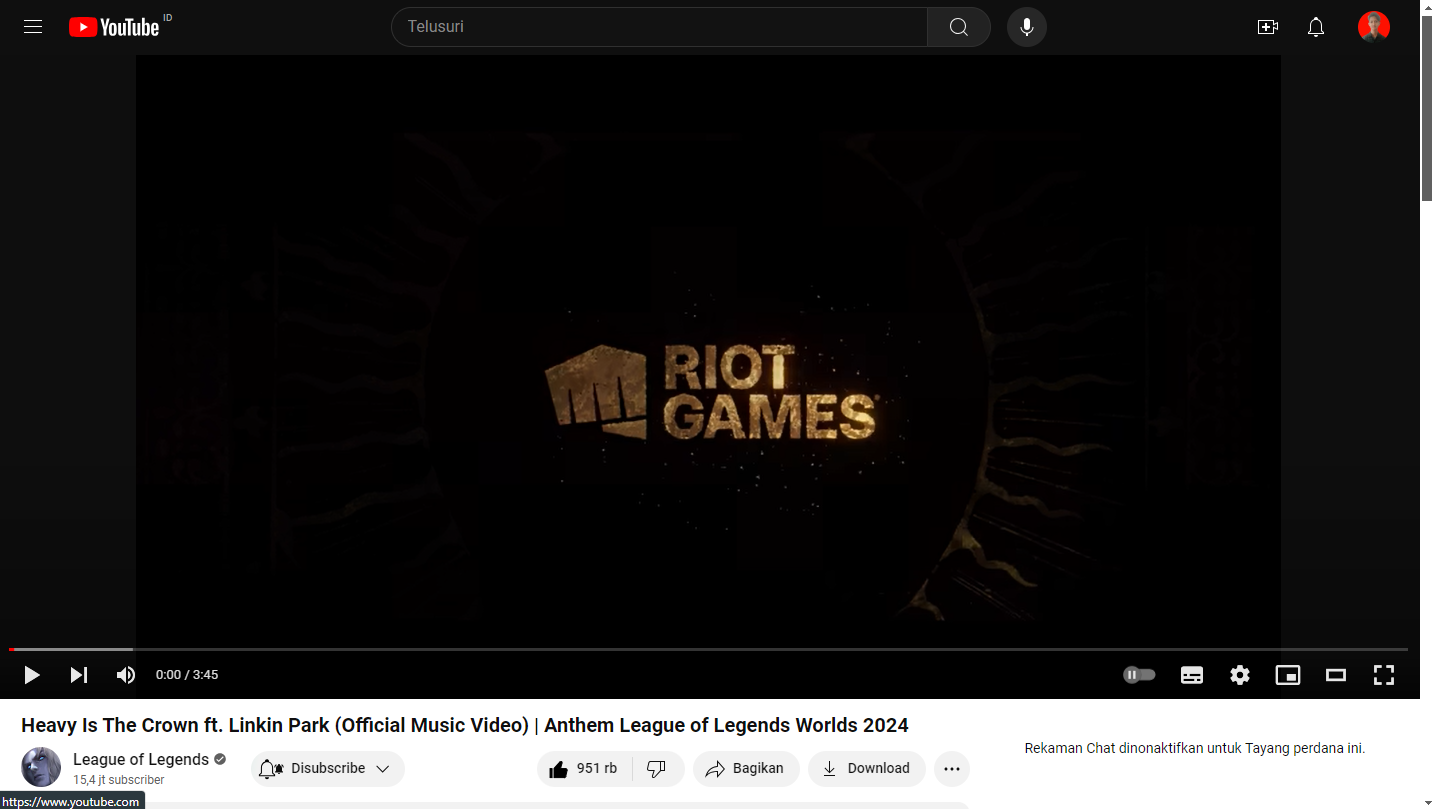 YouTube ID
Telusuri
RIOT
GAMES
0:00 / 3:45
Heavy Is The Crown ft. Linkin Park (Official Music Video) | Anthem League of Legends Worlds 2024
League of Legends
15,4 jt subscriber
Disubscribe
951 rb
Bagikan
Download
Rekaman Chat dinonaktifkan untuk Tayang perdana ini.
https://www.youtube.com